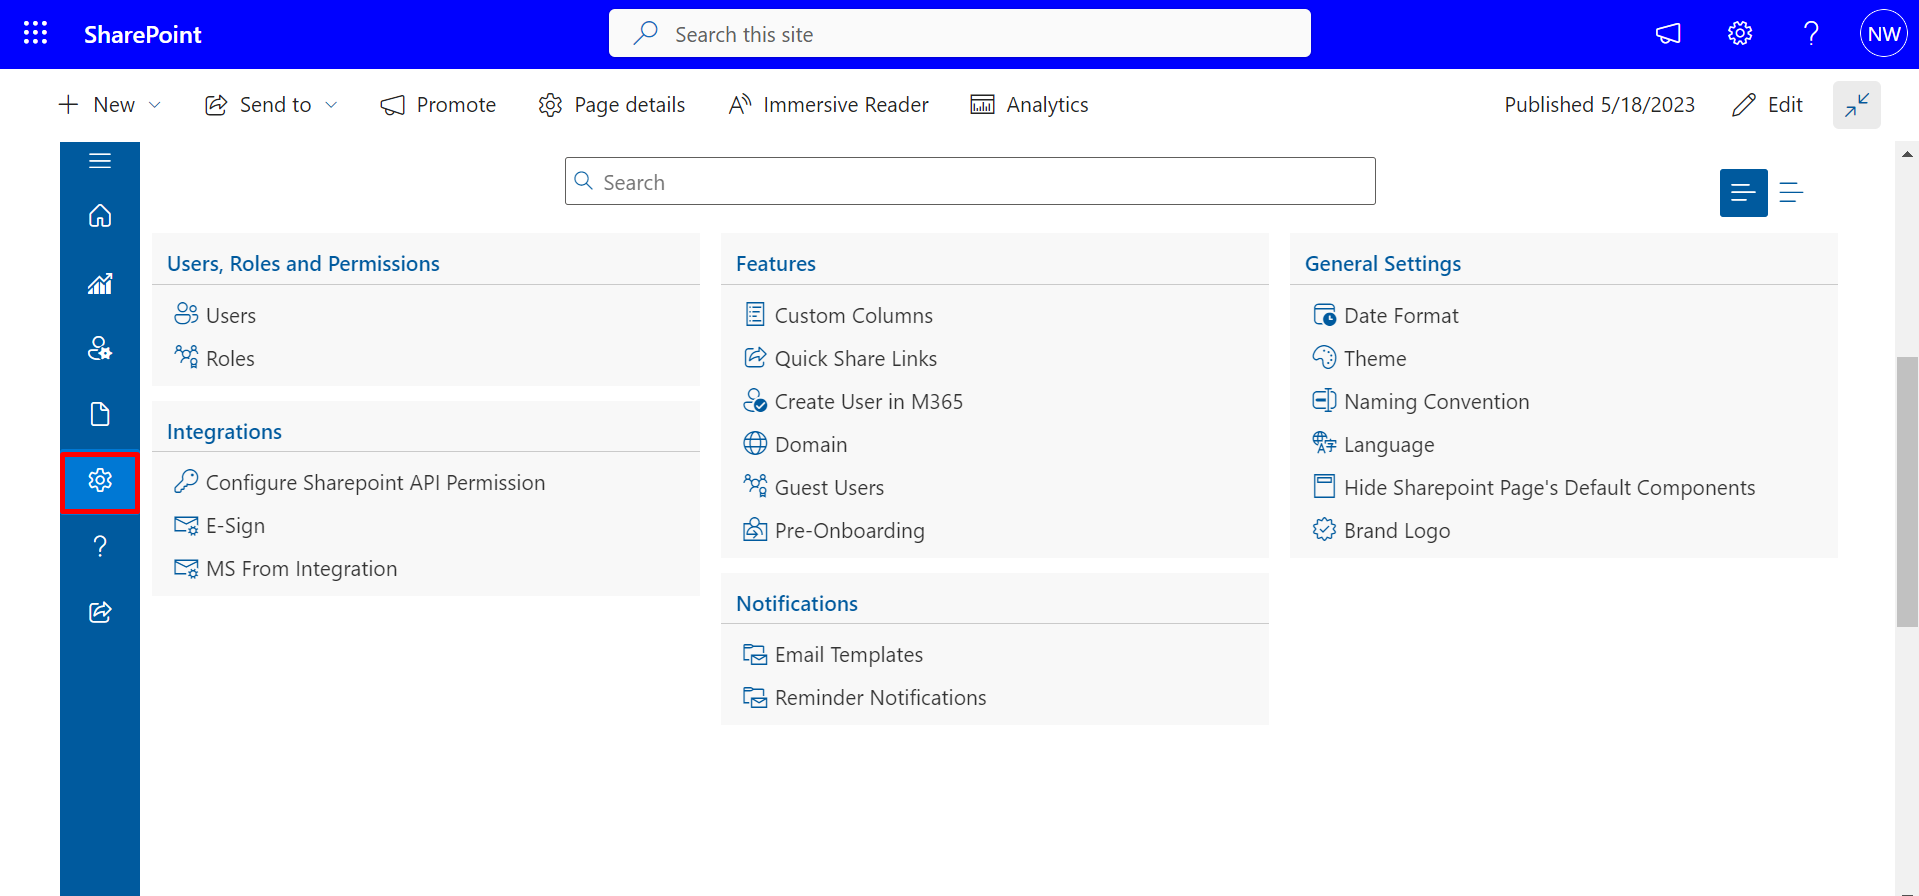 SharePoint
Search this site
NW
New
Send to
Promote
Page details
Immersive Reader
Analytics
Published 5/18/2023
Edit
Search
Users, Roles and Permissions
Users
Roles
Integrations
Configure Sharepoint API Permission
E-Sign
MS From Integration
Features
Custom Columns
Quick Share Links
Create User in M365
Domain
Guest Users
Pre-Onboarding
Notifications
Email Templates
Reminder Notifications
General Settings
Date Format
Theme
Naming Convention
Language
Hide Sharepoint Page's Default Components
Brand Logo